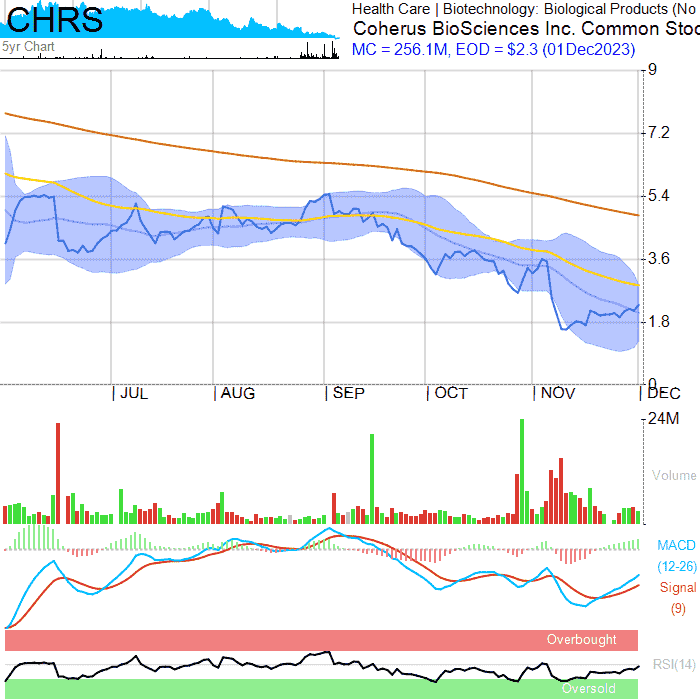 CHRS
5yr Chart
Health Care | Biotechnology: Biological Products (No
Coherus BioSciences Inc. Common Stoc
MC = 256.1M, EOD = $2.3 (01Dec2023)
9
7.2
5.4
3.6
1.8
0
JUL AUG SEP OCT NOV DEC
24M
Volume
MACD
(12-26)
Signal
(9)
Overbought
RSI(14)
Oversold